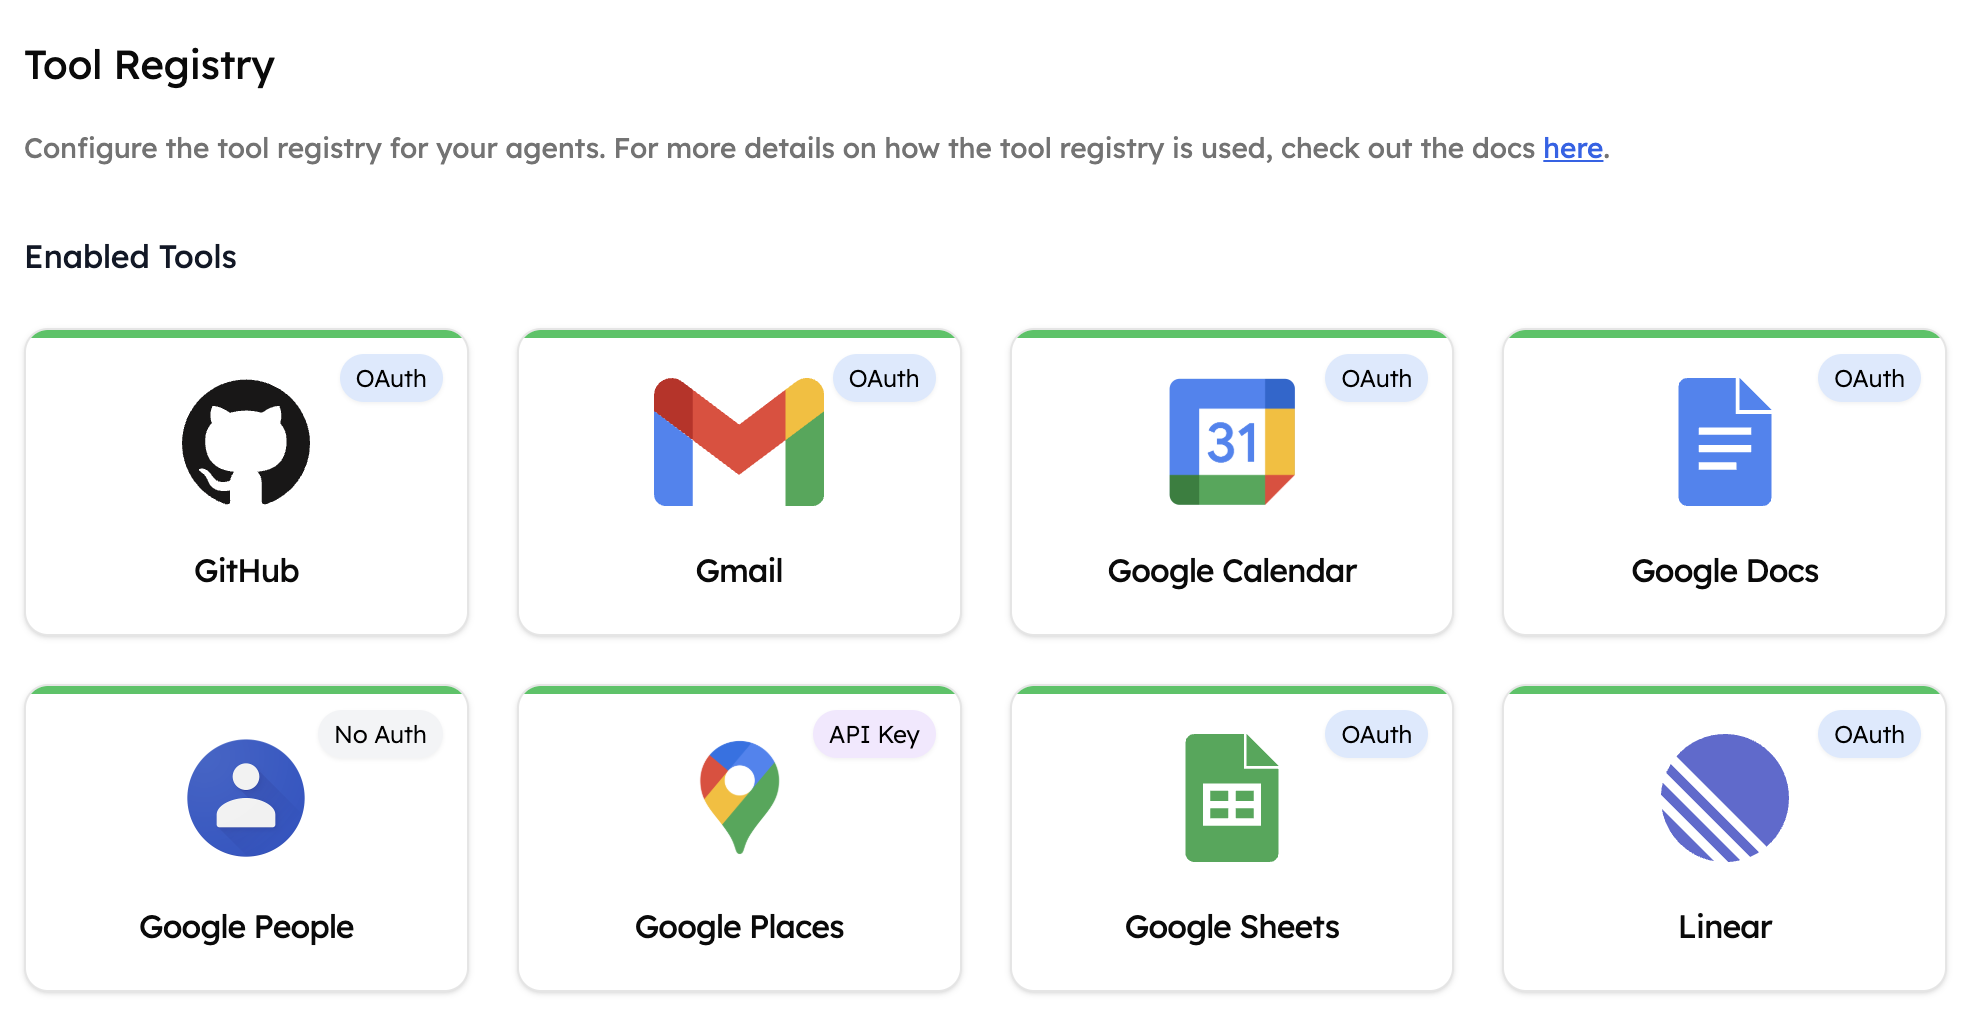 Tool Registry
Configure the tool registry for your agents. For more details on how the tool registry is used, check out the docs here.
Enabled Tools
OAuth
GitHub
OAuth
Gmail
OAuth
31
Google Calendar
OAuth
Google Docs
No Auth
Google People
API Key
Google Places
OAuth
Google Sheets
OAuth
Linear